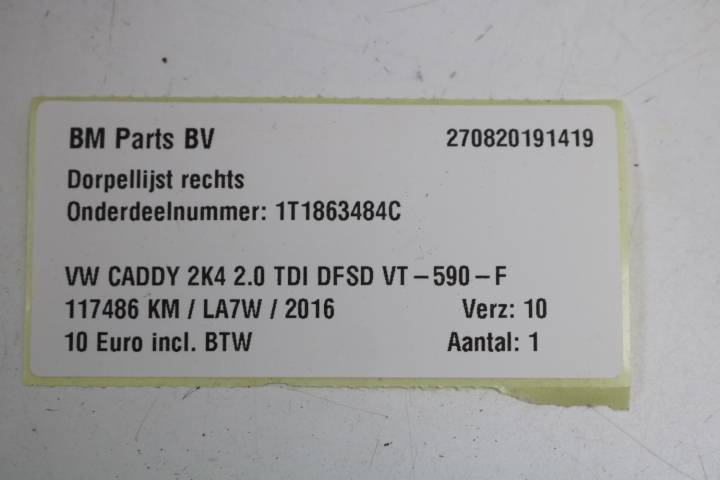 BM Parts BV 270820191419
Dorpellijst rechts
Onderdeelnummer: 1T1863484C
VW CADDY 2K4 2.0 TDI DFSD VT-590-F
117486 KM / LA7W / 2016 Verz: 10
10 Euro incl. BTW Aantal: 1